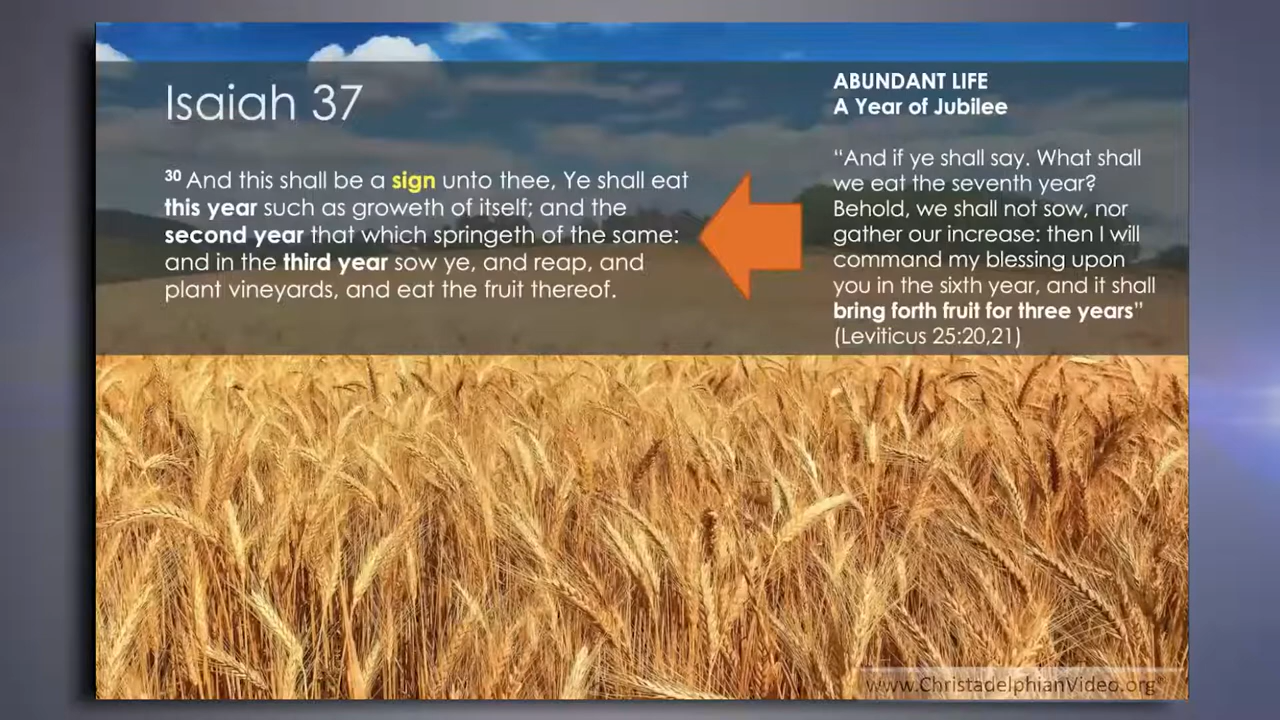 Isaiah 37
30 And this shall be a sign unto thee, Ye shall eat
this year such as groweth of itself; and the
second year that which springeth of the same:
and in the third year sow ye, and reap, and
plant vineyards, and eat the fruit thereof.
ABUNDANT LIFE
A Year of Jubilee
“And if ye shall say. What shall
we eat the seventh year?
Behold, we shall not sow, nor
gather our increase: then I will
command my blessing upon
you in the sixth year, and it shall
bring forth fruit for three years”
(Leviticus 25:20,21)
www.ChristadelphianVideo.org